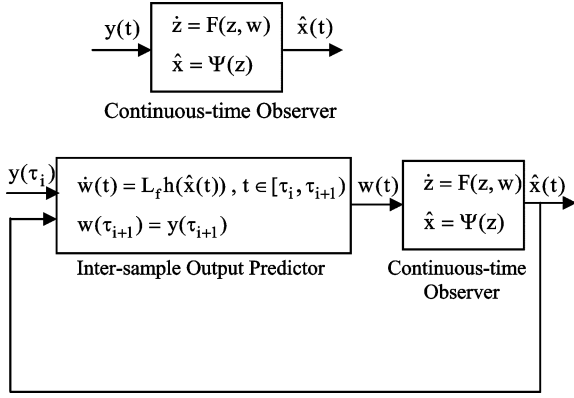 y(t)
ż = F(z, w)
x̂(t)
x̂ = Ψ(z)
Continuous-time Observer
y(τ_i)
ẇ(t) = L_f h(x̂(t)) , t ∈ [τ_i, τ_{i+1})
w(τ_{i+1}) = y(τ_{i+1})
w(t)
ż = F(z, w)
x̂ = Ψ(z)
x̂(t)
Inter-sample Output Predictor
Continuous-time
Observer